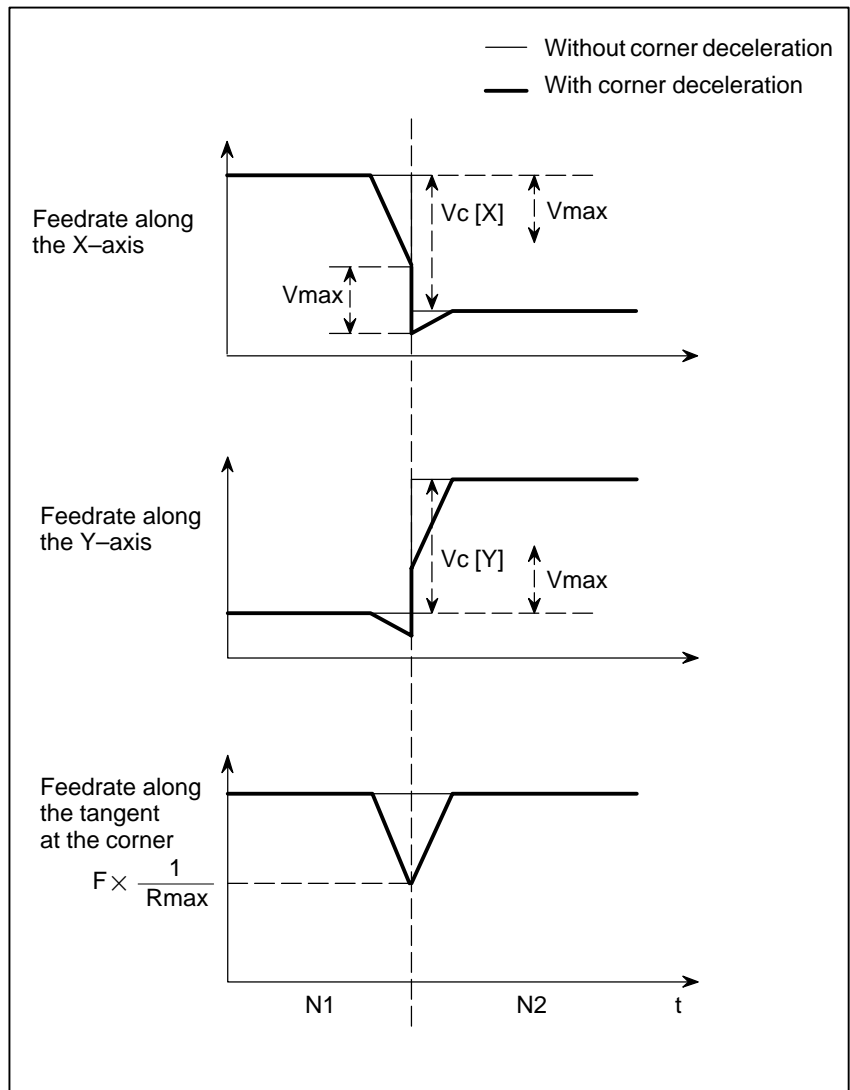 Without corner deceleration
With corner deceleration
Feedrate along
the X–axis
Vc [X]
Vmax
Vmax
Feedrate along
the Y–axis
Vc [Y]
Vmax
Feedrate along
the tangent
at the corner
F× 1
Rmax
N1 N2 t